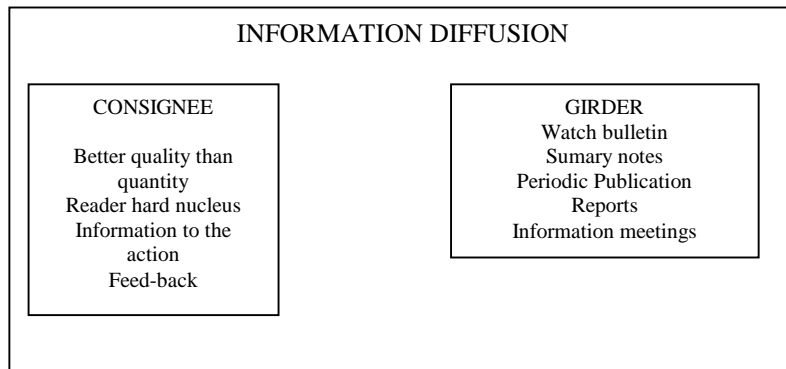 INFORMATION DIFFUSION
CONSIGNEE
Better quality than
quantity
Reader hard nucleus
Information to the
action
Feed-back
GIRDER
Watch bulletin
Sumary notes
Periodic Publication
Reports
Information meetings